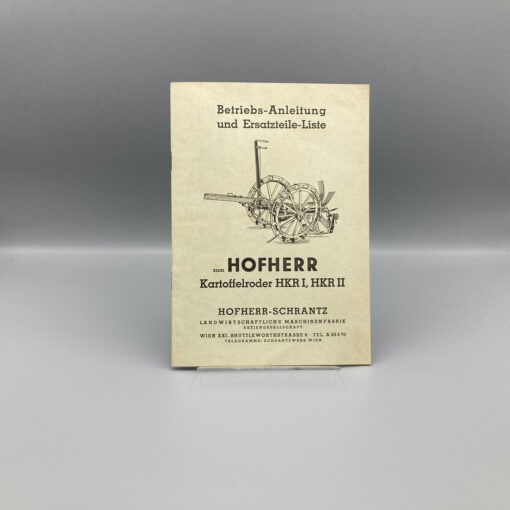 Betriebs-Anleitung
und Ersatzteile-Liste
zum HOFHERR
Kartoffelroder HKR I, HKR II
HOFHERR-SCHRANTZ
LANDWIRTSCHAFTLICHE MASCHINENFABRIK
AKTIENGESELLSCHAFT
WIEN XXI, SHUTTLEWORTHSTRASSE 8 · TEL. A 60 5 70
TELEGRAMME: SCHRANTZWERK WIEN